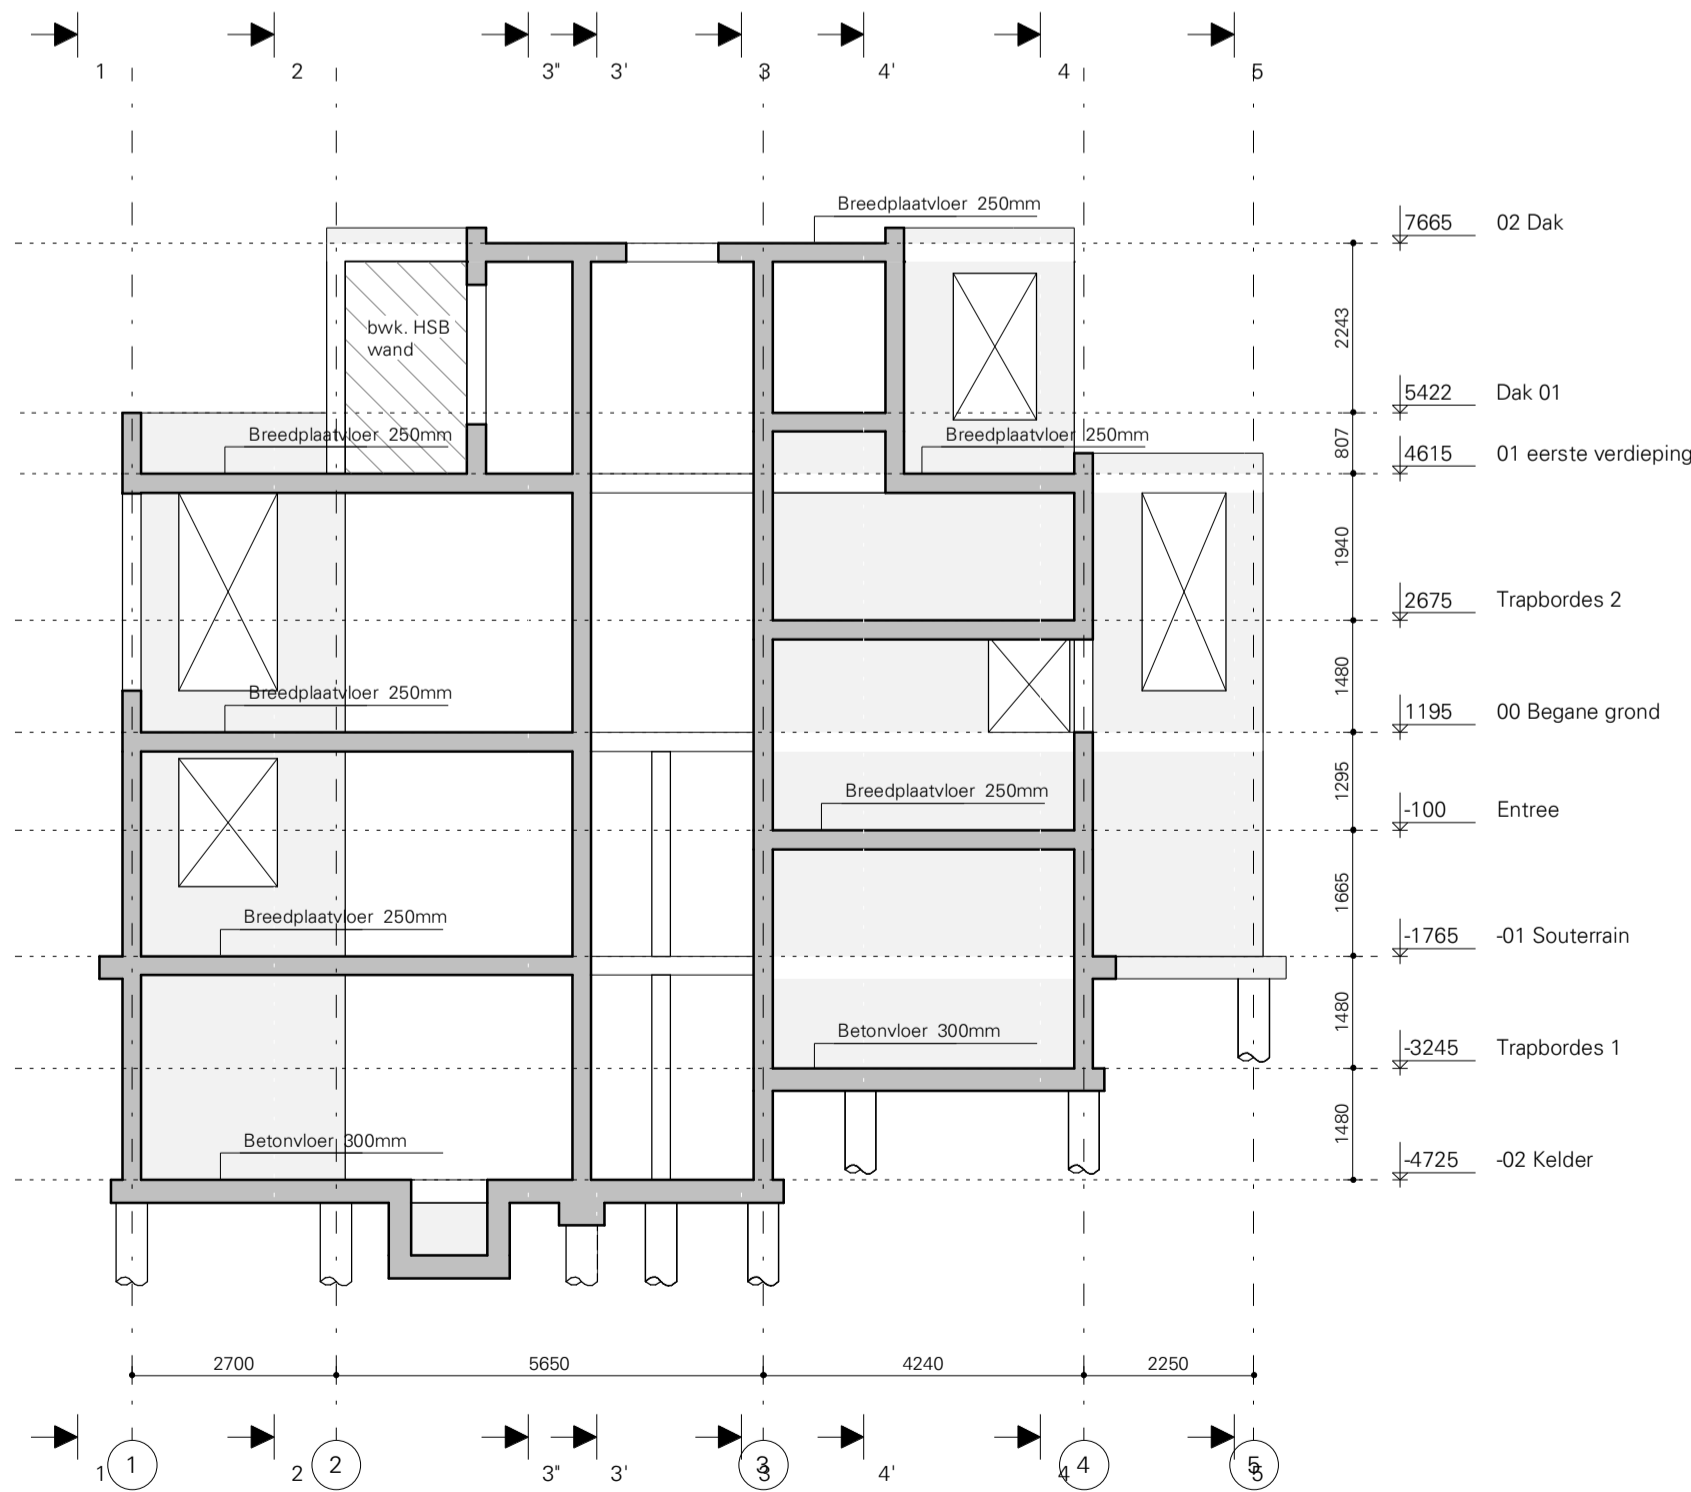 1 2 3" 3' 3 4' 4 5
Breedplaatvloer 250mm
7665 02 Dak
bwk. HSB
wand
2243
5422 Dak 01
Breedplaatvloer 250mm
Breedplaatvloer 250mm
807
4615 01 eerste verdieping
1940
2675 Trapbordes 2
1480
Breedplaatvloer 250mm
1195 00 Begane grond
1295
Breedplaatvloer 250mm
-100 Entree
1665
Breedplaatvloer 250mm
-1765 -01 Souterrain
1480
Betonvloer 300mm
-3245 Trapbordes 1
1480
Betonvloer 300mm
-4725 -02 Kelder
2700 5650 4240 2250
1 1 2 2 3" 3' 3 3 4' 4 4 5 5